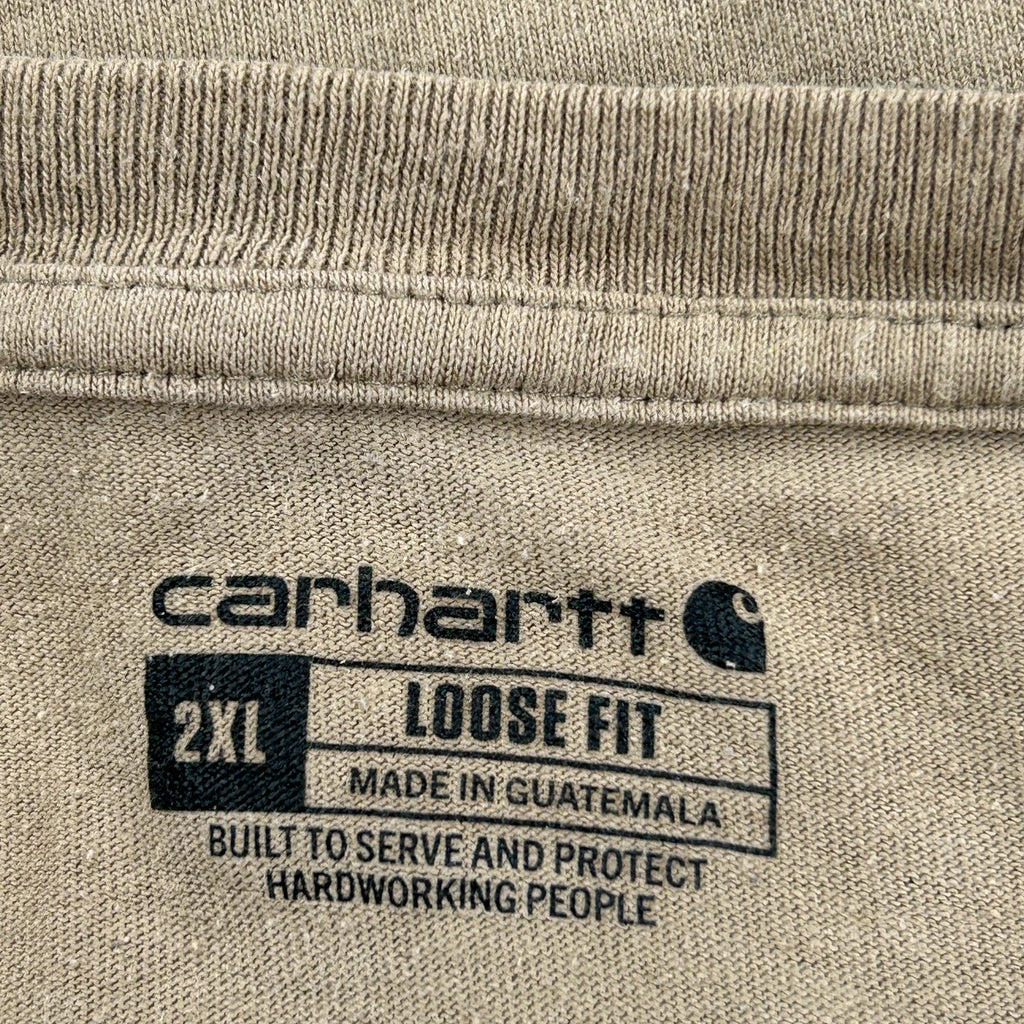 carhartt
2XL
LOOSE FIT
MADE IN GUATEMALA
BUILT TO SERVE AND PROTECT
HARDWORKING PEOPLE